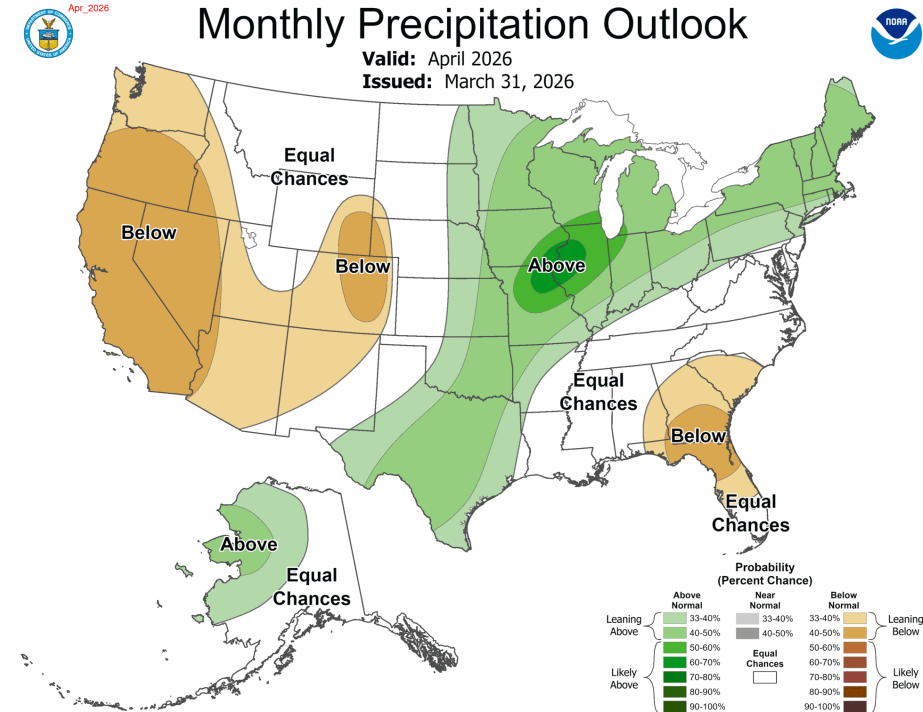 Apr_2026
Monthly Precipitation Outlook
NOAA
Valid: April 2026
Issued: March 31, 2026
Equal
Chances
Below
Below
Above
Equal
Chances
Below
Equal
Chances
Above
Equal
Chances
Probability
(Percent Chance)
Above
Normal
Near
Normal
Below
Normal
Leaning
Above
33-40%
40-50%
Likely
Above
50-60%
60-70%
70-80%
80-90%
90-100%
33-40%
40-50%
Equal
Chances
33-40%
40-50%
Leaning
Below
50-60%
60-70%
70-80%
80-90%
90-100%
Likely
Below